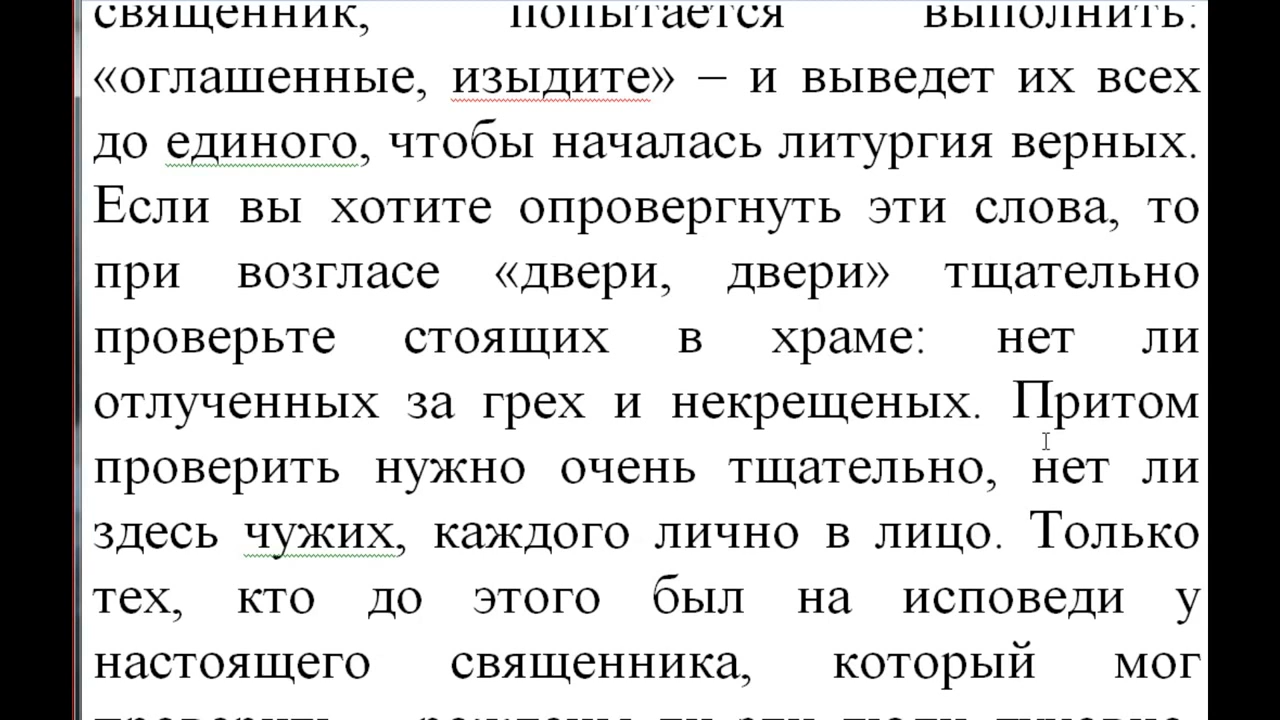 священник, попытается выполнить:
«оглашенные, изыдите» – и выведет их всех
до единого, чтобы началась литургия верных.
Если вы хотите опровергнуть эти слова, то
при возгласе «двери, двери» тщательно
проверьте стоящих в храме: нет ли
отлученных за грех и некрещеных. Притом
проверить нужно очень тщательно, нет ли
здесь чужих, каждого лично в лицо. Только
тех, кто до этого был на исповеди у
настоящего священника, который мог